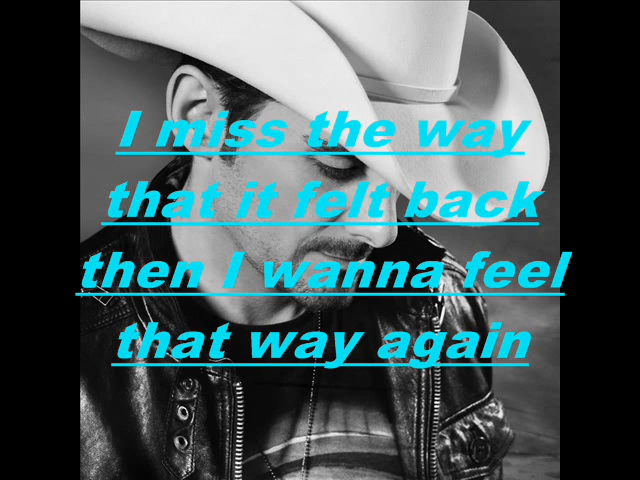 I miss the way
that it felt back
then I wanna feel
that way again